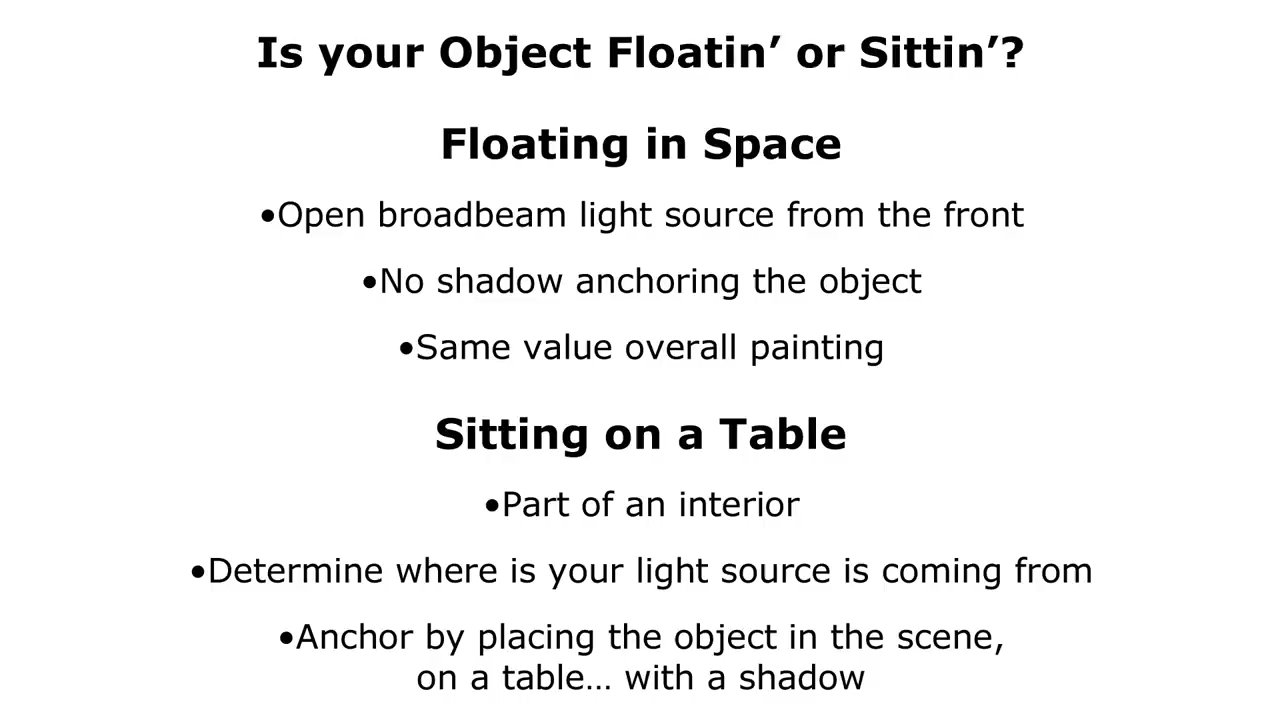 Is your Object Floatin’ or Sittin’?
Floating in Space
•Open broadbeam light source from the front
•No shadow anchoring the object
•Same value overall painting
Sitting on a Table
•Part of an interior
•Determine where is your light source is coming from
•Anchor by placing the object in the scene,
on a table… with a shadow